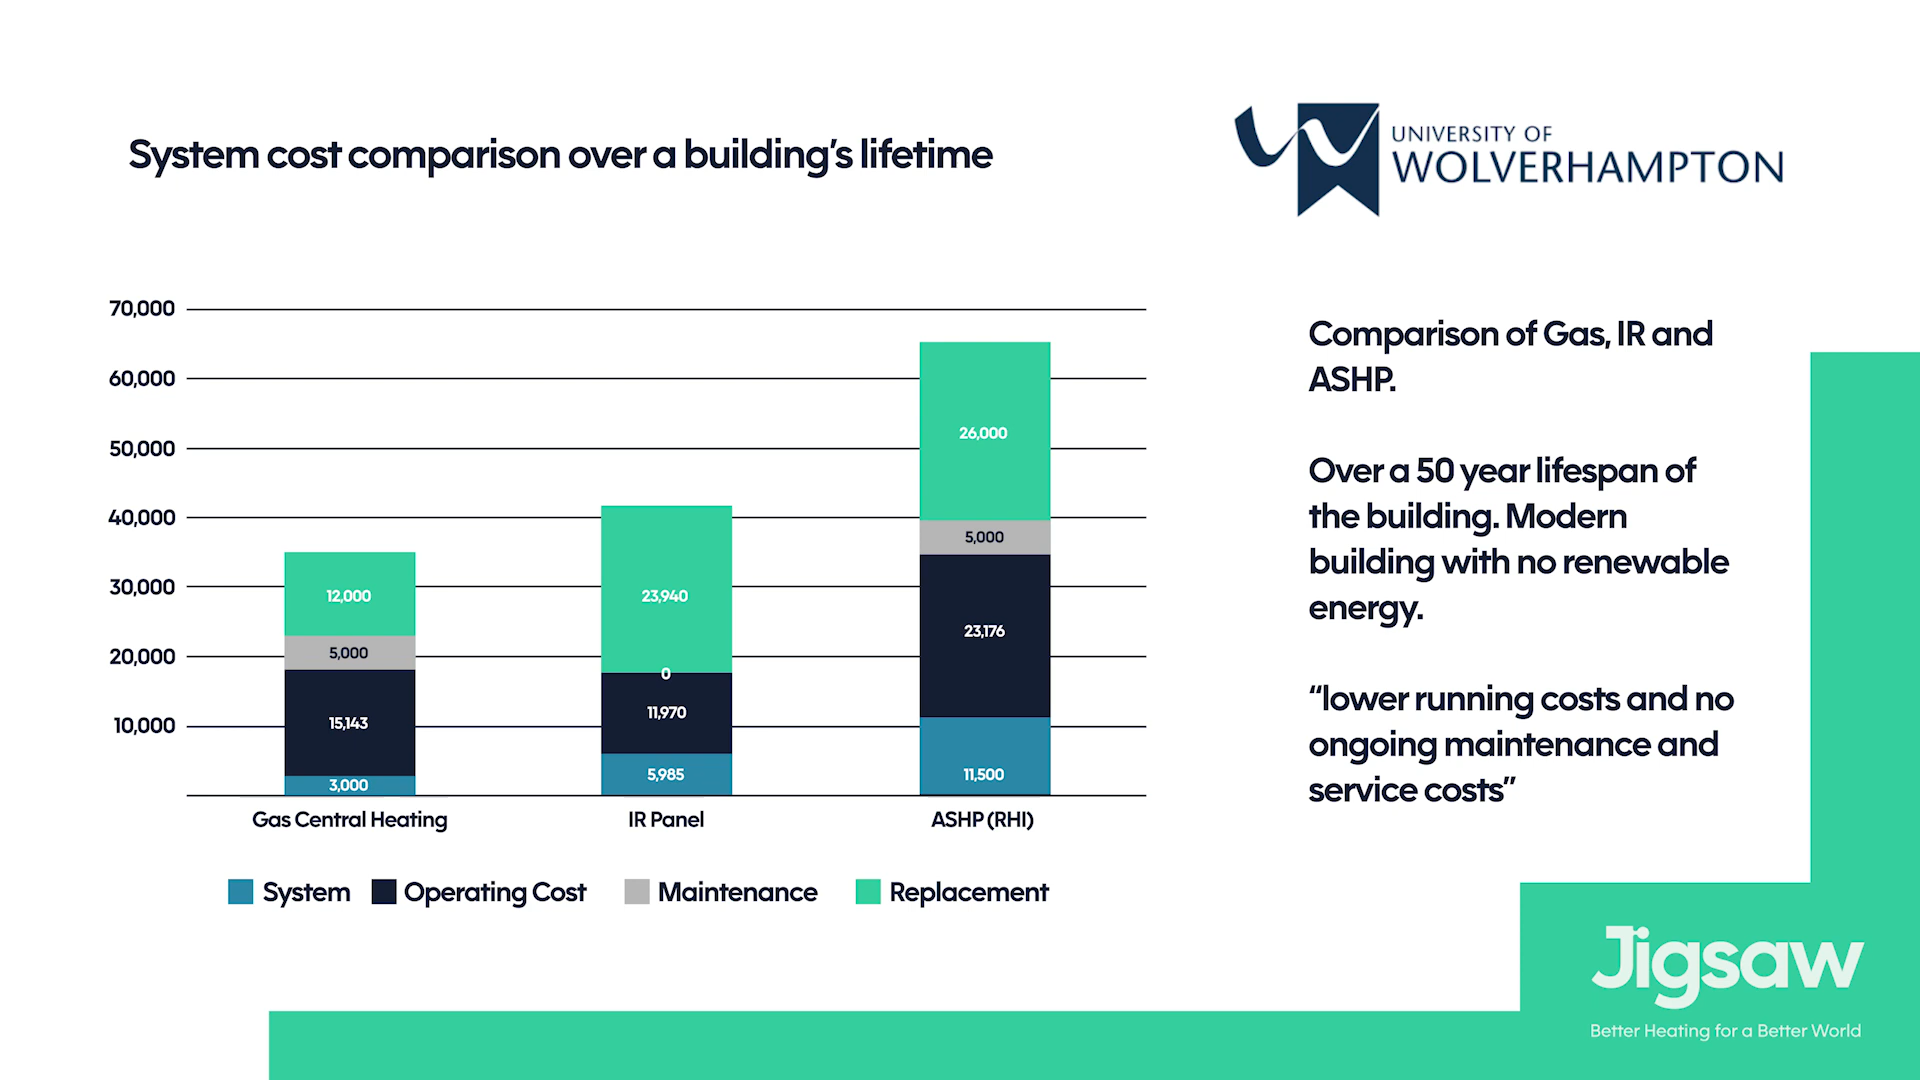 System cost comparison over a building's lifetime
UNIVERSITY OF
WOLVERHAMPTON
70,000
60,000
50,000
40,000
30,000
20,000
10,000
12,000
5,000
15,143
3,000
23,940
0
11,970
5,985
26,000
5,000
23,176
11,500
Gas Central Heating
IR Panel
ASHP (RHI)
System
Operating Cost
Maintenance
Replacement
Comparison of Gas, IR and
ASHP.
Over a 50 year lifespan of
the building. Modern
building with no renewable
energy.
“lower running costs and no
ongoing maintenance and
service costs”
Jigsaw
Better Heating for a Better World